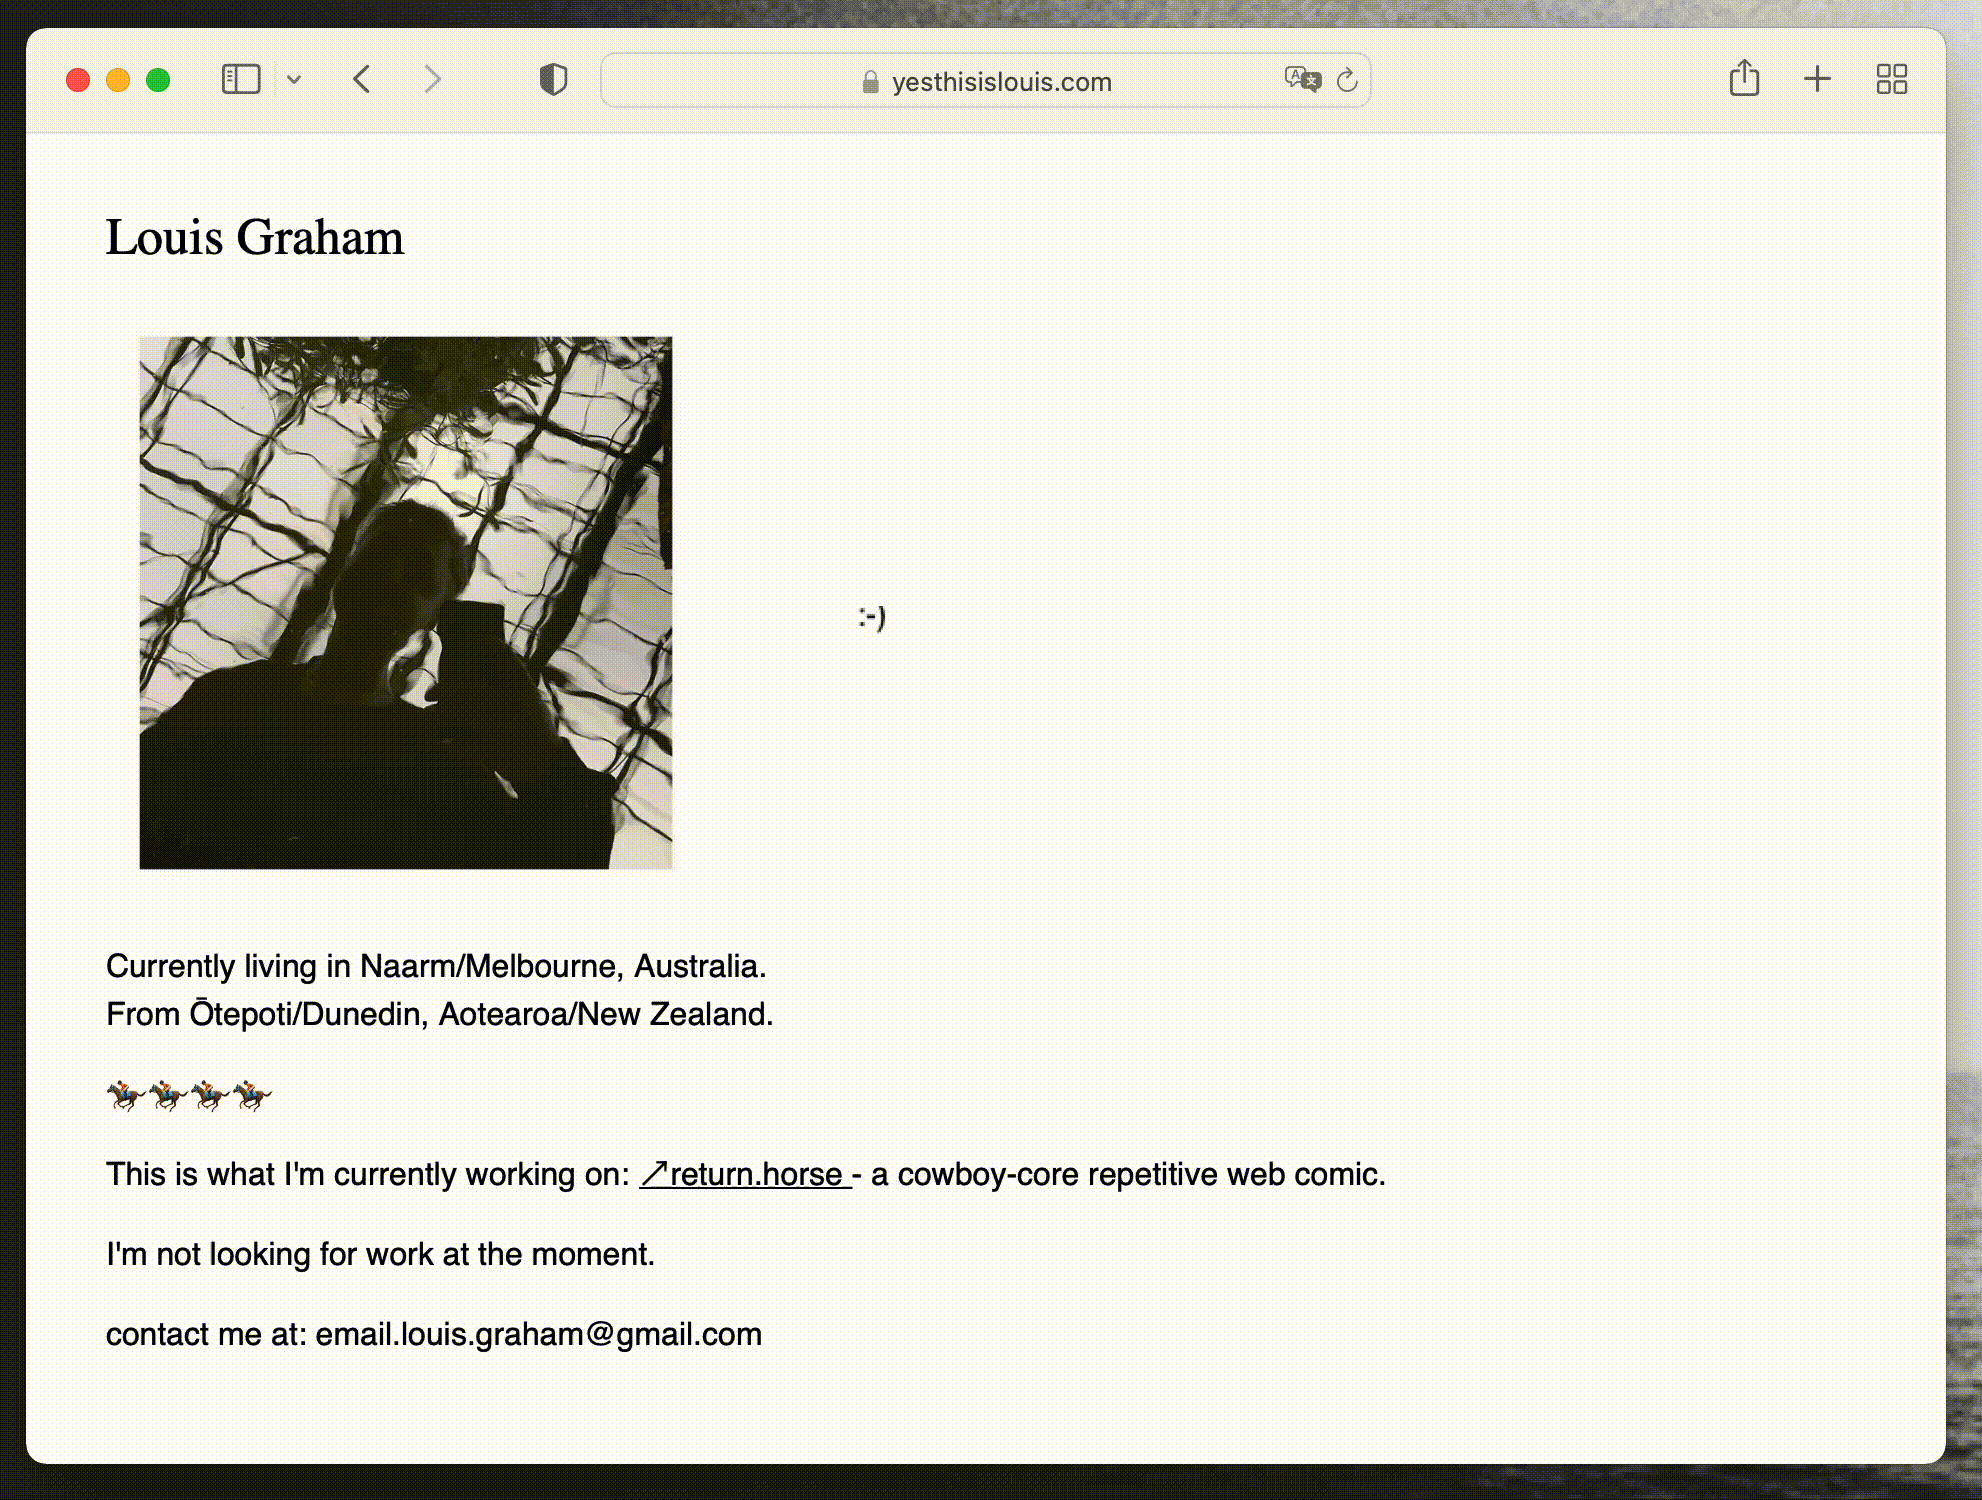 yesthisislouis.com
Louis Graham
:-)
Currently living in Naarm/Melbourne, Australia.
From Ōtepoti/Dunedin, Aotearoa/New Zealand.
🏇🏇🏇🏇
This is what I'm currently working on: ↗return.horse - a cowboy-core repetitive web comic.
I'm not looking for work at the moment.
contact me at: email.louis.graham@gmail.com